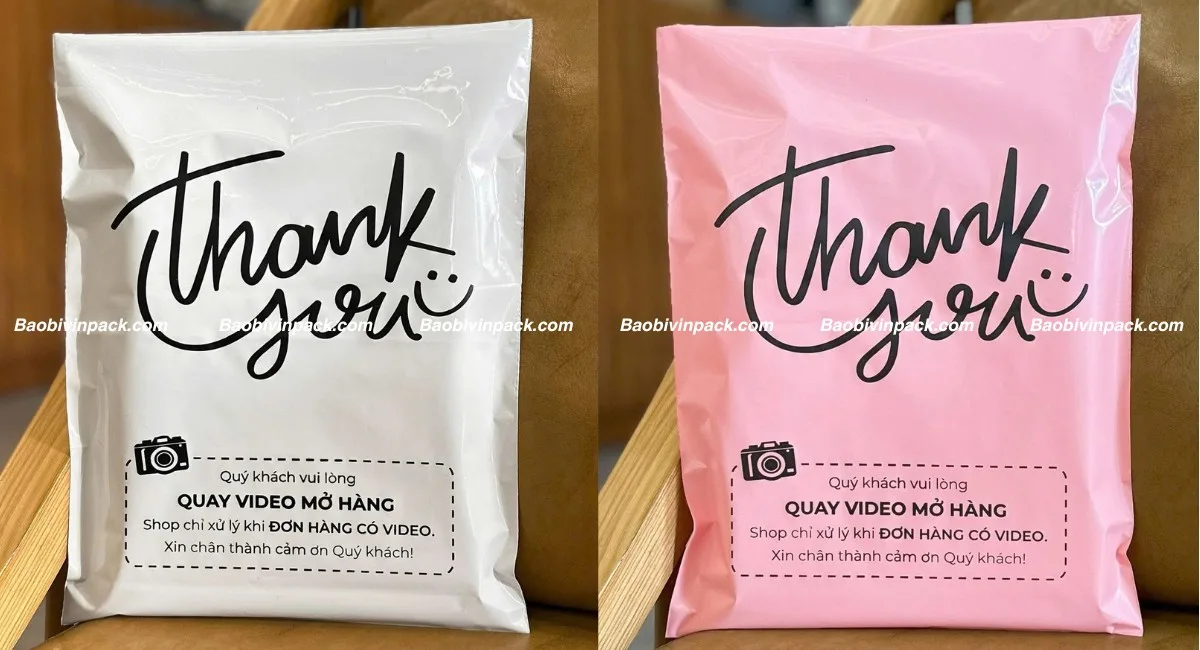 Thank
you
Baobivinpack.com Baobivinpack.com Baobivinpack.com
Quý khách vui lòng
QUAY VIDEO MỞ HÀNG
Shop chỉ xử lý khi ĐƠN HÀNG CÓ VIDEO.
Xin chân thành cảm ơn Quý khách!
Thank
you
Baobivinpack.com Baobivinpack.com Baobivinpack.com
Quý khách vui lòng
QUAY VIDEO MỞ HÀNG
Shop chỉ xử lý khi ĐƠN HÀNG CÓ VIDEO.
Xin chân thành cảm ơn Quý khách!